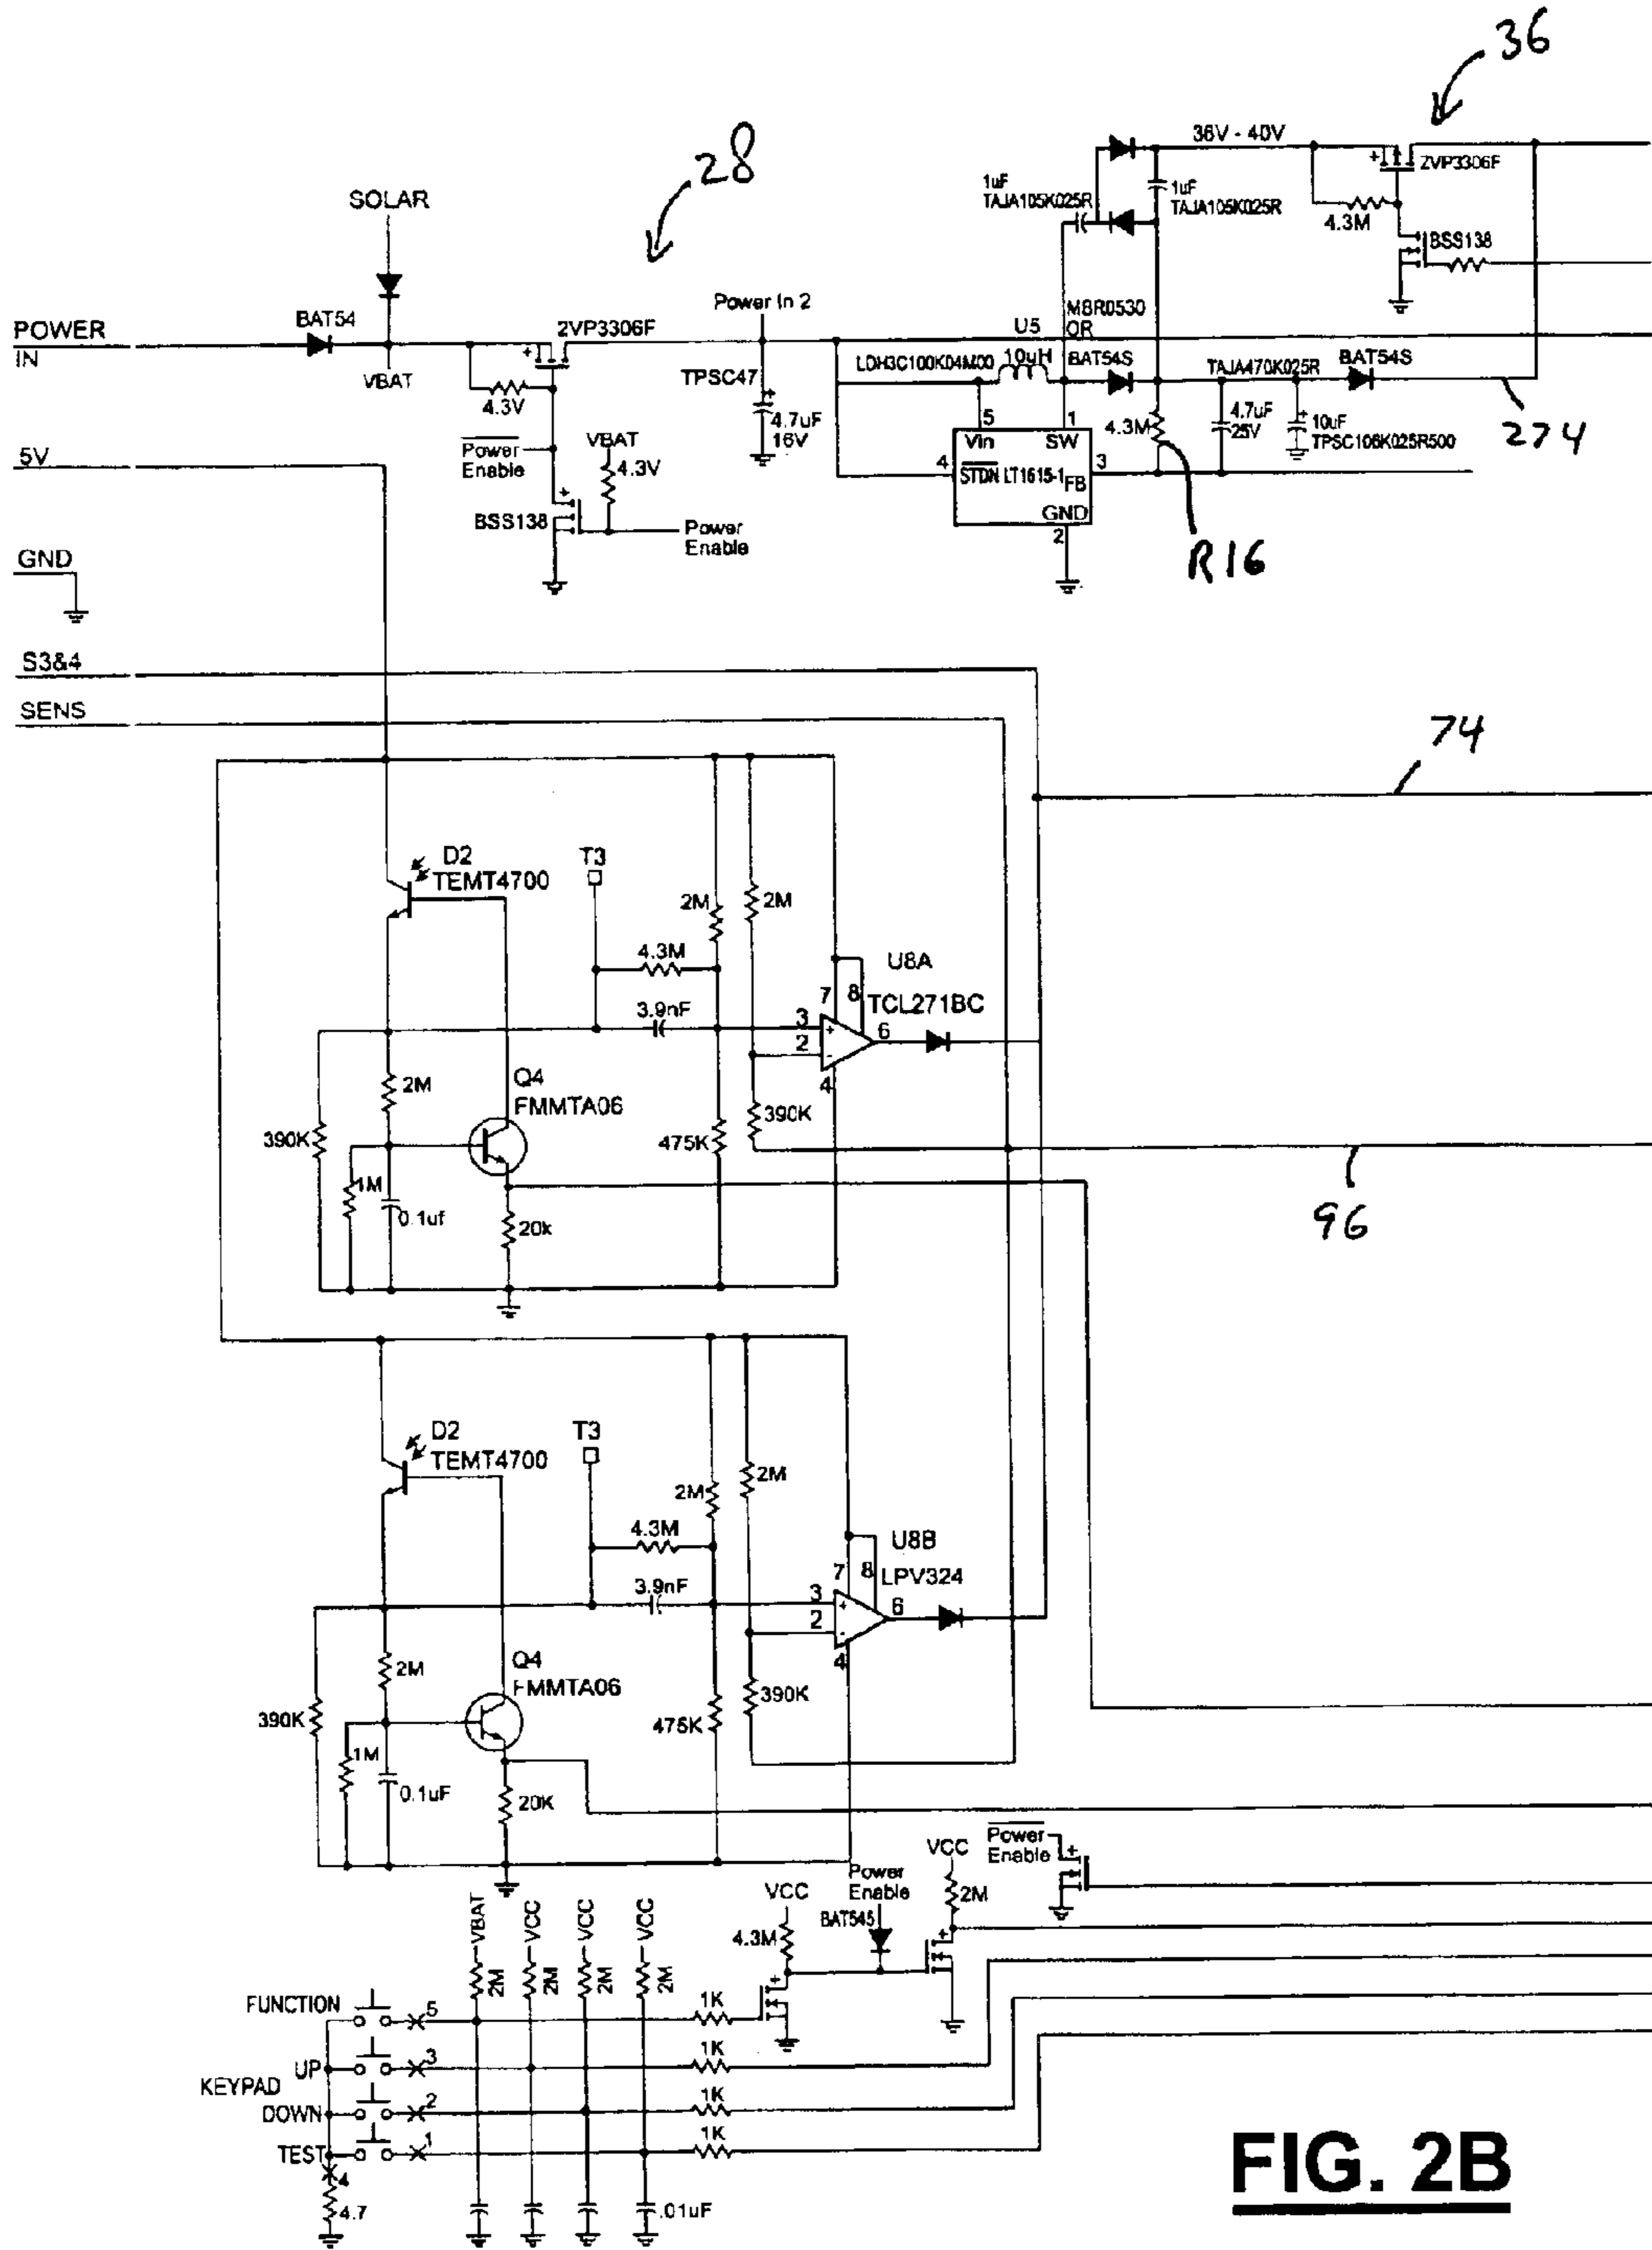 36
28
SOLAR
36V - 40V
ZVP3306F
1uF
TAJA105K025R
1uF
TAJA105K025R
4.3M
BSS138
POWER
IN
BAT54
VBAT
2VP3306F
Power In 2
MBR0530
OR
U5
LDH3C100K04M00
10uH
BAT54S
TAJA470K025R
BAT54S
274
4.3V
TPSC47
4.7uF
16V
5
1
Vin
SW
4
STDN LT1615-1
FB
3
GND
2
4.3M
4.7uF
25V
10uF
TPSC106K025R500
R16
5V
Power
Enable
VBAT
4.3V
BSS138
Power
Enable
GND
S3&4
SENS
74
D2
TEMT4700
T3
2M
2M
4.3M
3.9nF
U8A
7
8
TCL271BC
3
+
2
-
6
4
2M
Q4
FMMTA06
390K
1M
0.1uf
20k
475K
390K
96
D2
TEMT4700
T3
2M
2M
4.3M
3.9nF
U8B
7
8
LPV324
3
+
2
-
6
4
2M
Q4
FMMTA06
390K
1M
0.1uF
20K
475K
390K
VBAT
VCC
VCC
VCC
2M
2M
2M
2M
VCC
4.3M
Power
Enable
BAT545
VCC
2M
Power
Enable
FUNCTION
5
1K
UP
3
1K
KEYPAD
DOWN
2
1K
TEST
1
1K
4
4.7
.01uF
FIG. 2B